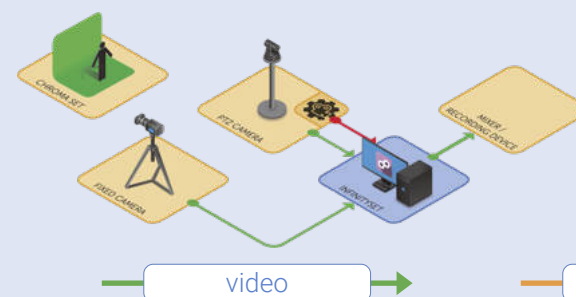 CHROMA SET
PTZ CAMERA
MIXER /
RECORDING DEVICE
FIXED CAMERA
INFINITYSET
video